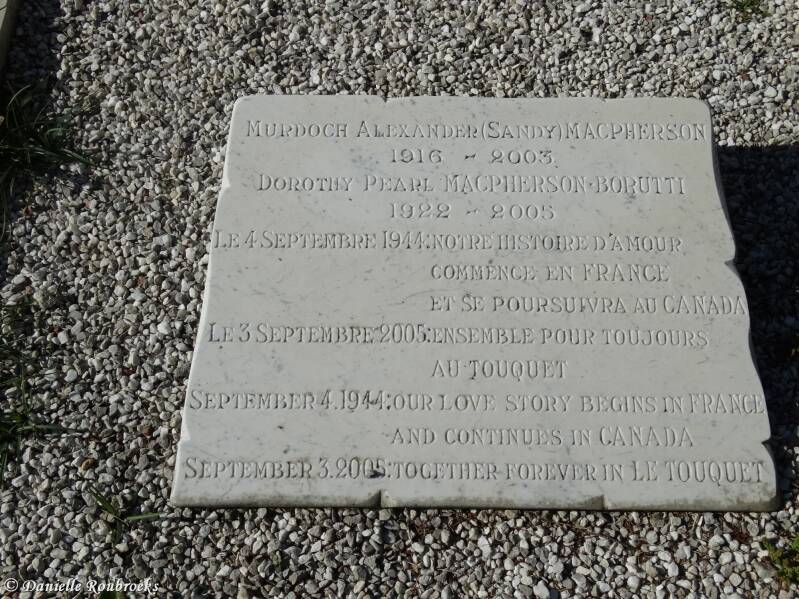 MURDOCH ALEXANDER (SANDY) MACPHERSON
1916 ~ 2003
DOROTHY PEARL MACPHERSON-BORUTTI
1922 ~ 2005
LE 4 SEPTEMBRE 1944: NOTRE HISTOIRE D'AMOUR
COMMENCE EN FRANCE
ET SE POURSUIVRA AU CANADA
LE 3 SEPTEMBRE 2005: ENSEMBLE POUR TOUJOURS
AU TOUQUET
SEPTEMBER 4.1944: OUR LOVE STORY BEGINS IN FRANCE
AND CONTINUES IN CANADA
SEPTEMBER 3.2005: TOGETHER FOREVER IN LE TOUQUET
© Danielle Roubroeks